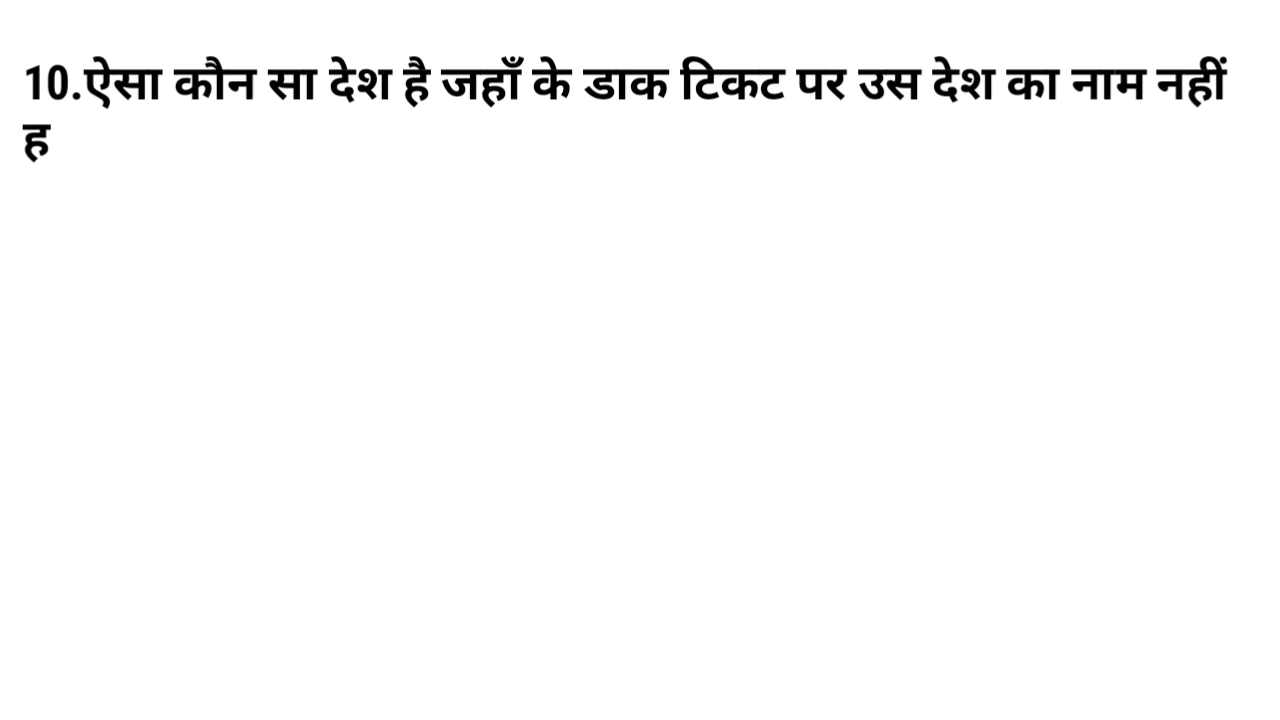 10.ऐसा कौन सा देश है जहाँ के डाक टिकट पर उस देश का नाम नहीं
ह